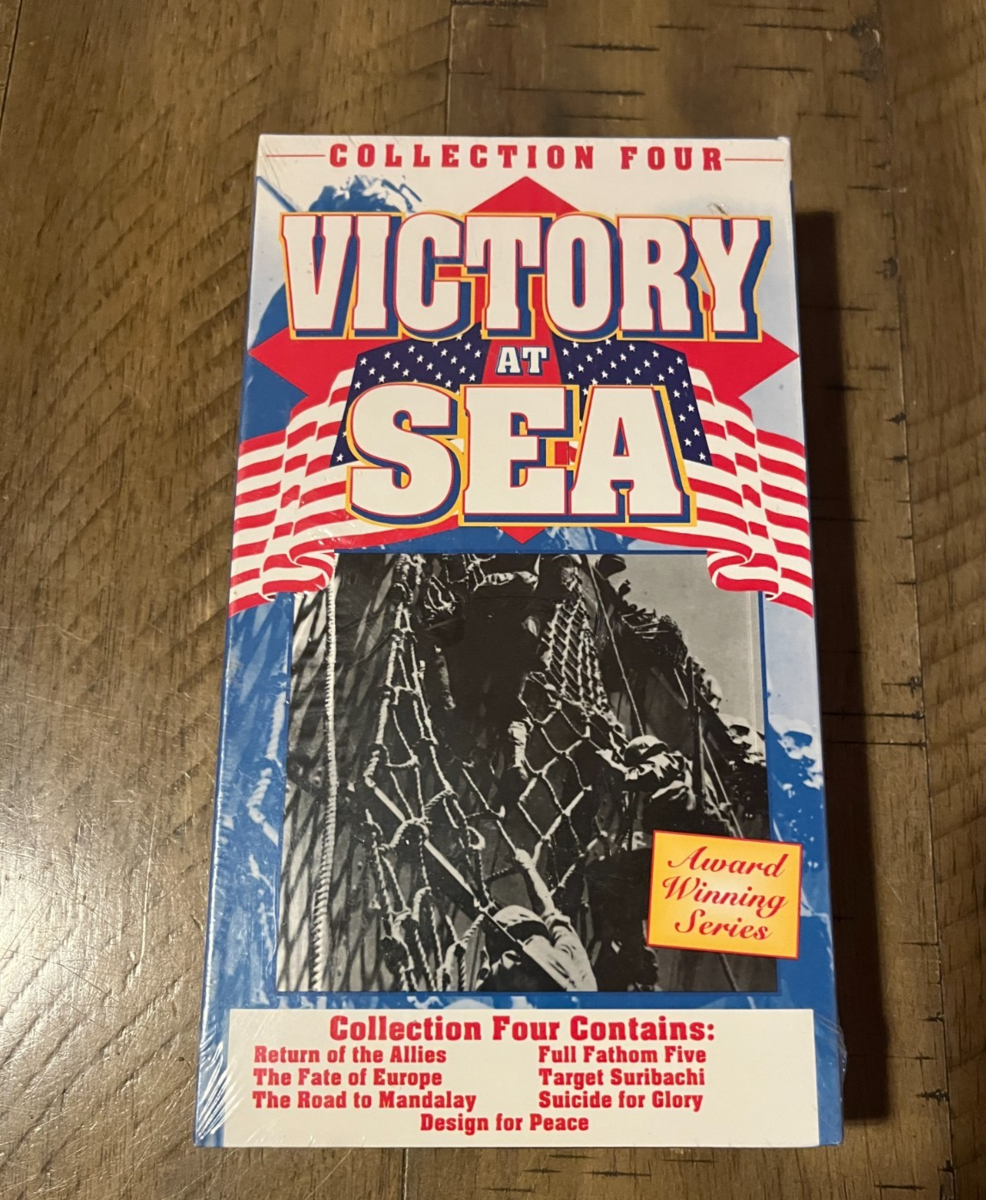 COLLECTION FOUR
VICTORY
AT
SEA
Award
Winning
Series
Collection Four Contains:
Return of the Allies
The Fate of Europe
The Road to Mandalay
Full Fathom Five
Target Suribachi
Suicide for Glory
Design for Peace